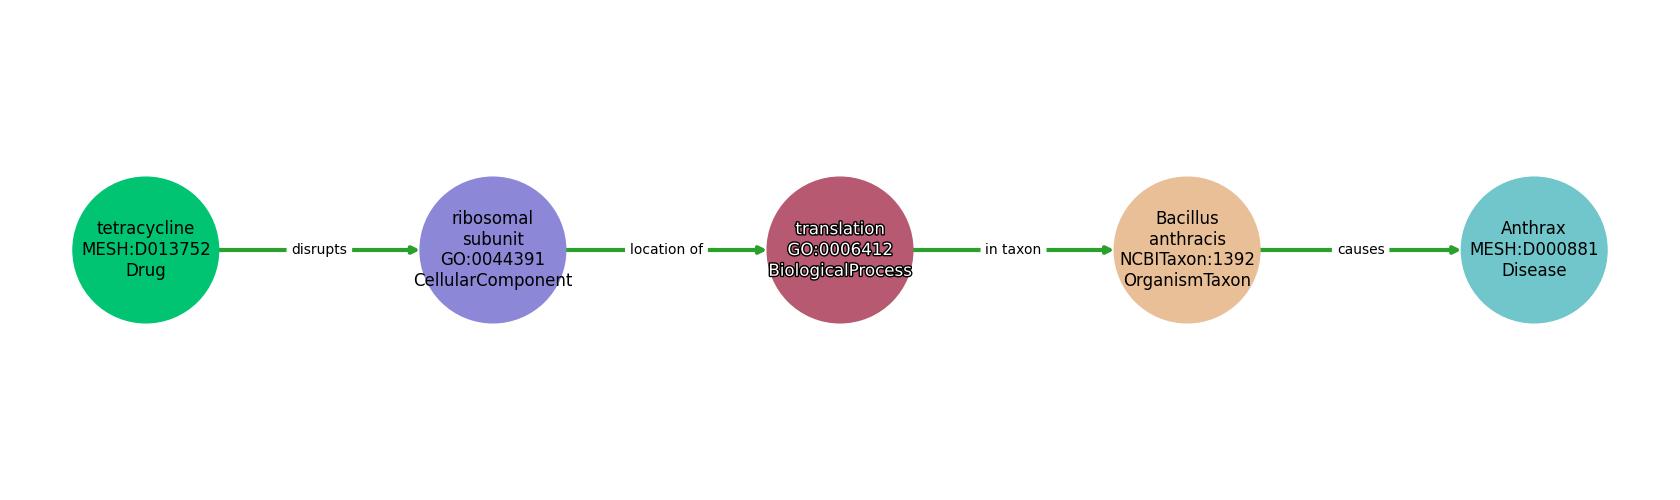 tetracycline
MESH:D013752
Drug
disrupts
ribosomal
subunit
GO:0044391
CellularComponent
location of
translation
GO:0006412
BiologicalProcess
in taxon
Bacillus
anthracis
NCBITaxon:1392
OrganismTaxon
causes
Anthrax
MESH:D000881
Disease